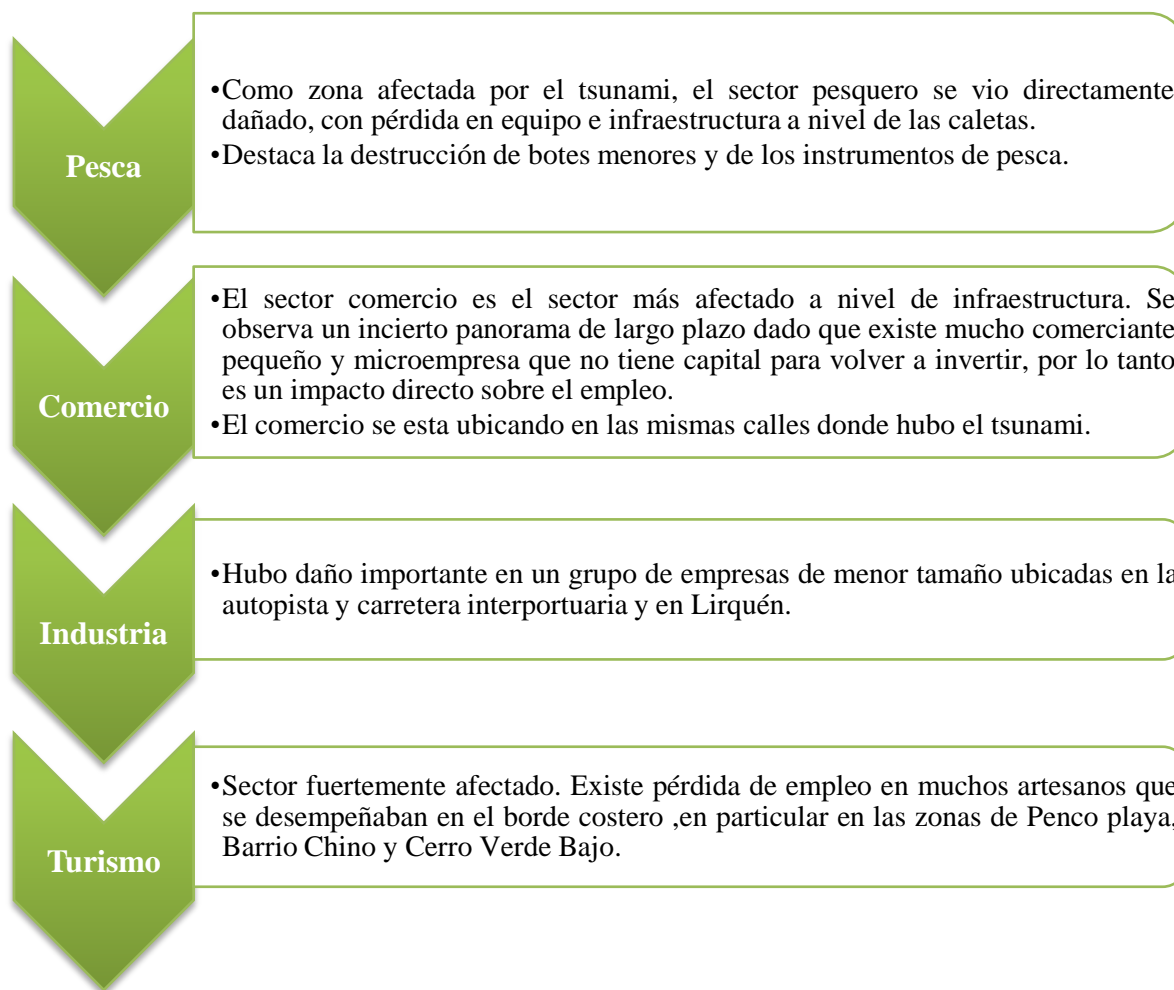 Pesca
•Como zona afectada por el tsunami, el sector pesquero se vio directamente
dañado, con pérdida en equipo e infraestructura a nivel de las caletas.
•Destaca la destrucción de botes menores y de los instrumentos de pesca.
Comercio
•El sector comercio es el sector más afectado a nivel de infraestructura. Se
observa un incierto panorama de largo plazo dado que existe mucho comerciante
pequeño y microempresa que no tiene capital para volver a invertir, por lo tanto
es un impacto directo sobre el empleo.
•El comercio se esta ubicando en las mismas calles donde hubo el tsunami.
Industria
•Hubo daño importante en un grupo de empresas de menor tamaño ubicadas en la
autopista y carretera interportuaria y en Lirquén.
Turismo
•Sector fuertemente afectado. Existe pérdida de empleo en muchos artesanos que
se desempeñaban en el borde costero ,en particular en las zonas de Penco playa,
Barrio Chino y Cerro Verde Bajo.